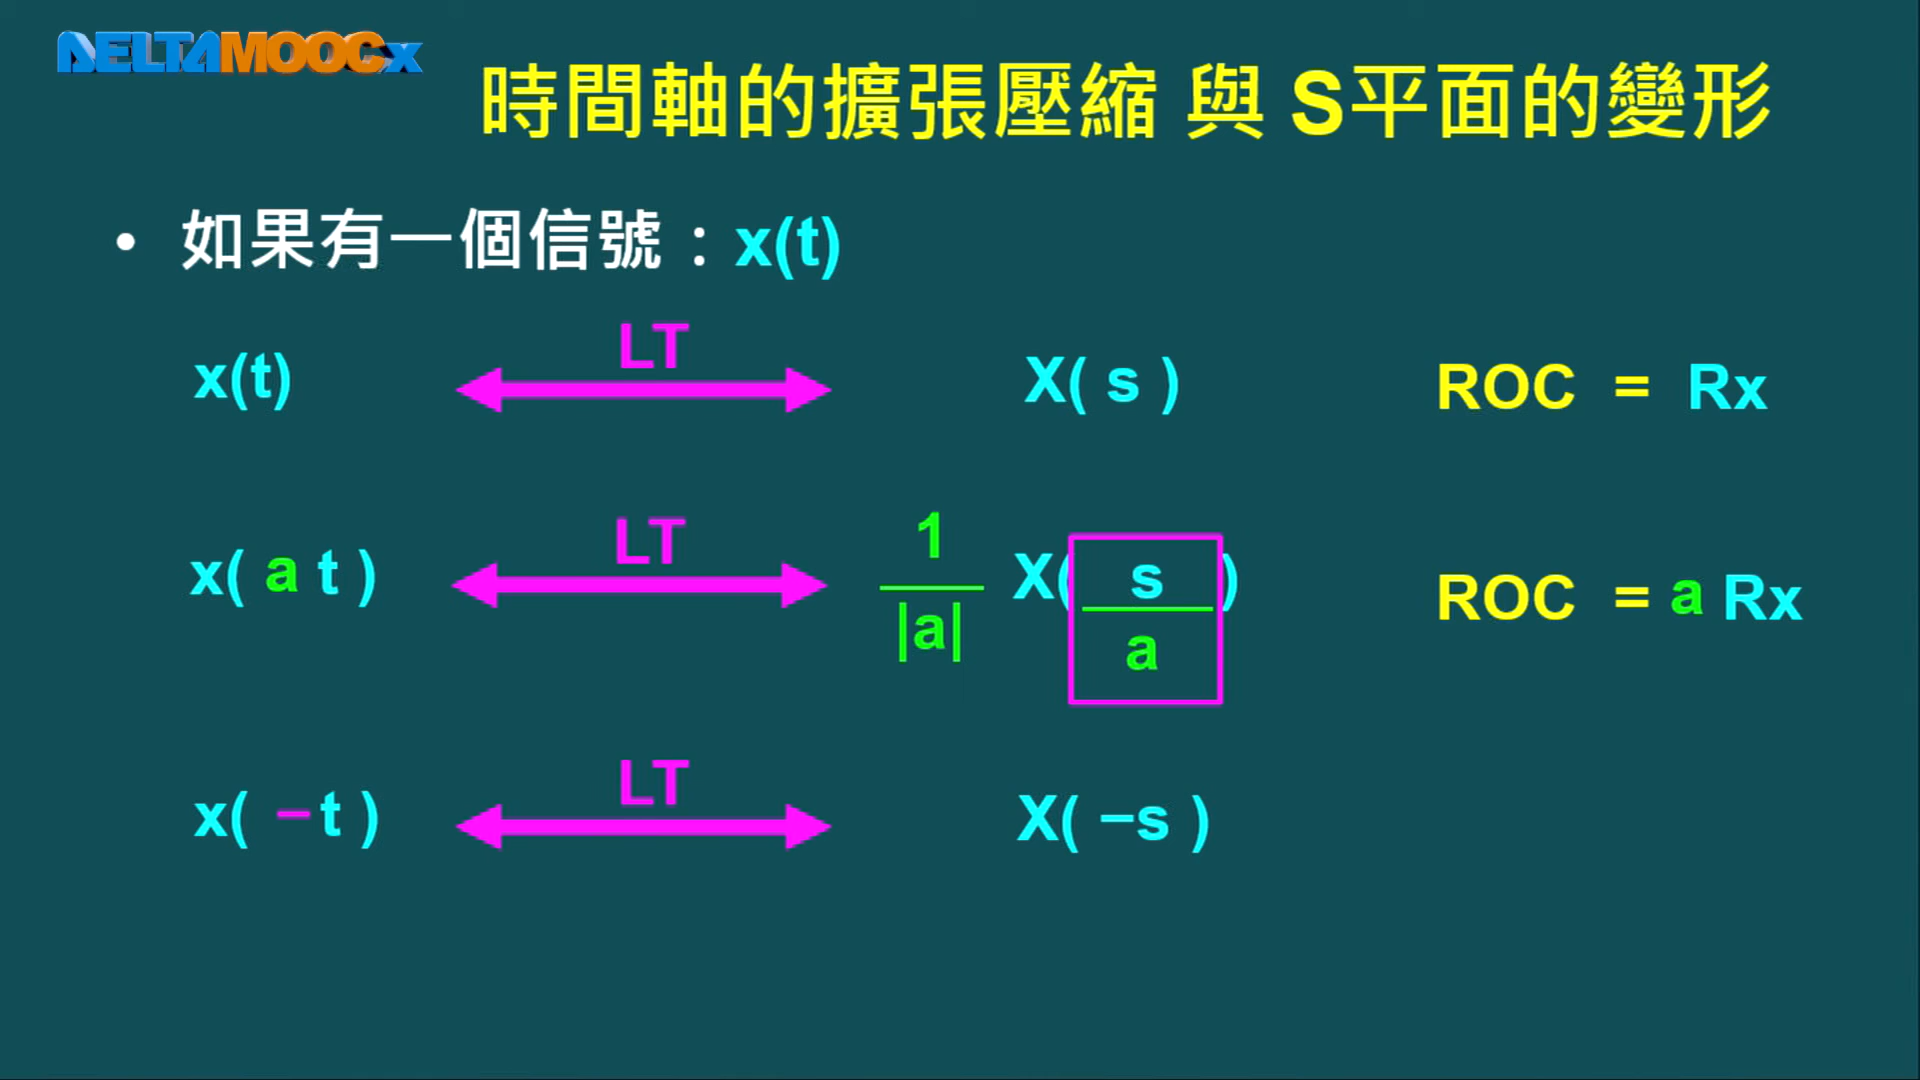 DELTAMOOCx
時間軸的擴張壓縮 與 S平面的變形
• 如果有一個信號：x(t)
x(t) LT X( s ) ROC = Rx
x( a t ) LT 1/|a| X( s/a ) ROC = a Rx
x( −t ) LT X( −s )